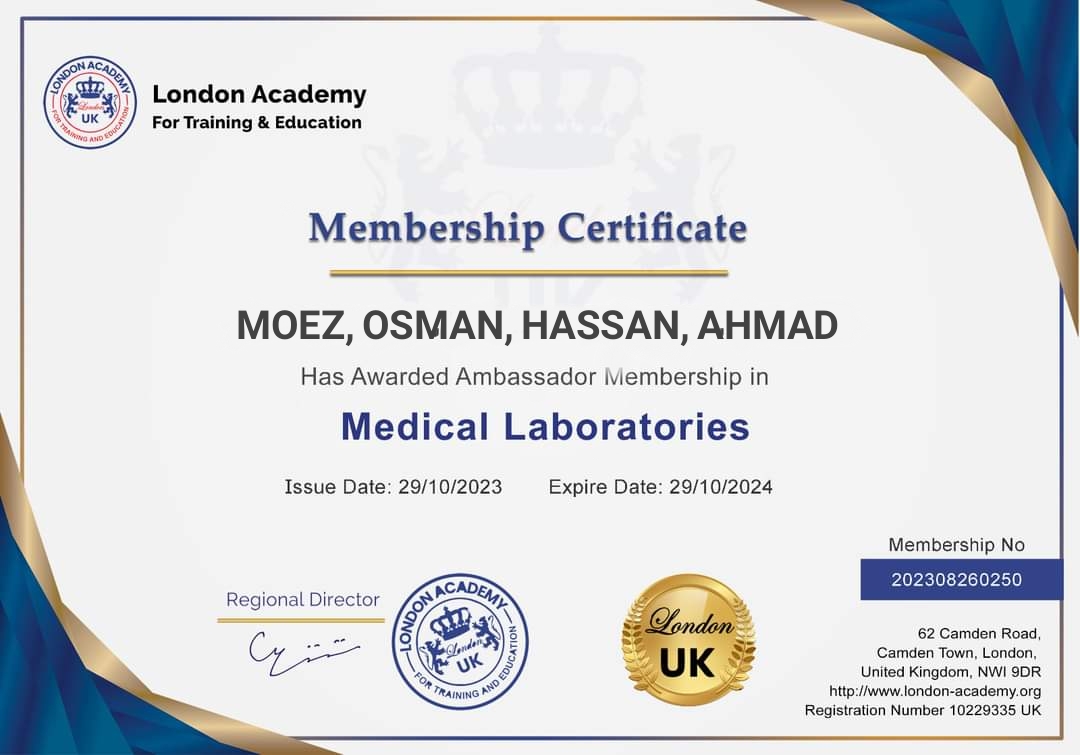 LONDON ACADEMY
London
UK
FOR TRAINING AND EDUCATION
London Academy
For Training & Education
Membership Certificate
MOEZ, OSMAN, HASSAN, AHMAD
Has Awarded Ambassador Membership in
Medical Laboratories
Issue Date: 29/10/2023 Expire Date: 29/10/2024
Membership No
202308260250
Regional Director
LONDON ACADEMY
London
UK
FOR TRAINING AND EDUCATION
London
UK
62 Camden Road,
Camden Town, London,
United Kingdom, NWI 9DR
http://www.london-academy.org
Registration Number 10229335 UK